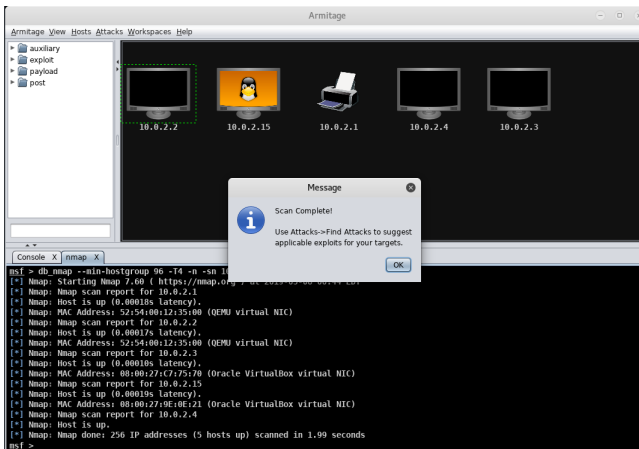 Armitage
Armitage View Hosts Attacks Workspaces Help
auxiliary
exploit
payload
post
10.0.2.2
10.0.2.15
10.0.2.1
10.0.2.4
10.0.2.3
Message
Scan Complete!
Use Attacks->Find Attacks to suggest
applicable exploits for your targets.
OK
Console X nmap X
msf > db_nmap --min-hostgroup 96 -T4 -n -sn
[*] Nmap: Starting Nmap 7.60 ( https://nmap.org
[*] Nmap: Nmap scan report for 10.0.2.1
[*] Nmap: Host is up (0.00018s latency).
[*] Nmap: MAC Address: 52:54:00:12:35:00 (QEMU virtual NIC)
[*] Nmap: Nmap scan report for 10.0.2.2
[*] Nmap: Host is up (0.00017s latency).
[*] Nmap: MAC Address: 52:54:00:12:35:00 (QEMU virtual NIC)
[*] Nmap: Nmap scan report for 10.0.2.3
[*] Nmap: Host is up (0.00010s latency).
[*] Nmap: MAC Address: 08:00:27:C7:75:70 (Oracle VirtualBox virtual NIC)
[*] Nmap: Nmap scan report for 10.0.2.15
[*] Nmap: Host is up (0.00019s latency).
[*] Nmap: MAC Address: 08:00:27:9E:0E:21 (Oracle VirtualBox virtual NIC)
[*] Nmap: Nmap scan report for 10.0.2.4
[*] Nmap: Host is up.
[*] Nmap: Nmap done: 256 IP addresses (5 hosts up) scanned in 1.99 seconds
msf >